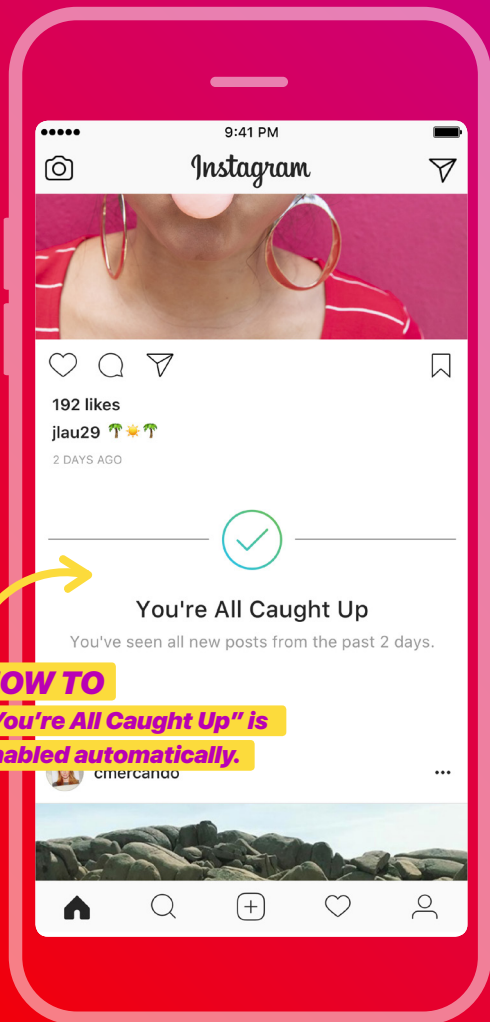 9:41 PM
Instagram
192 likes
jlau29 🌴☀️🌴
2 DAYS AGO
You're All Caught Up
You've seen all new posts from the past 2 days.
OW TO
You’re All Caught Up” is
nabled automatically.
cmercando